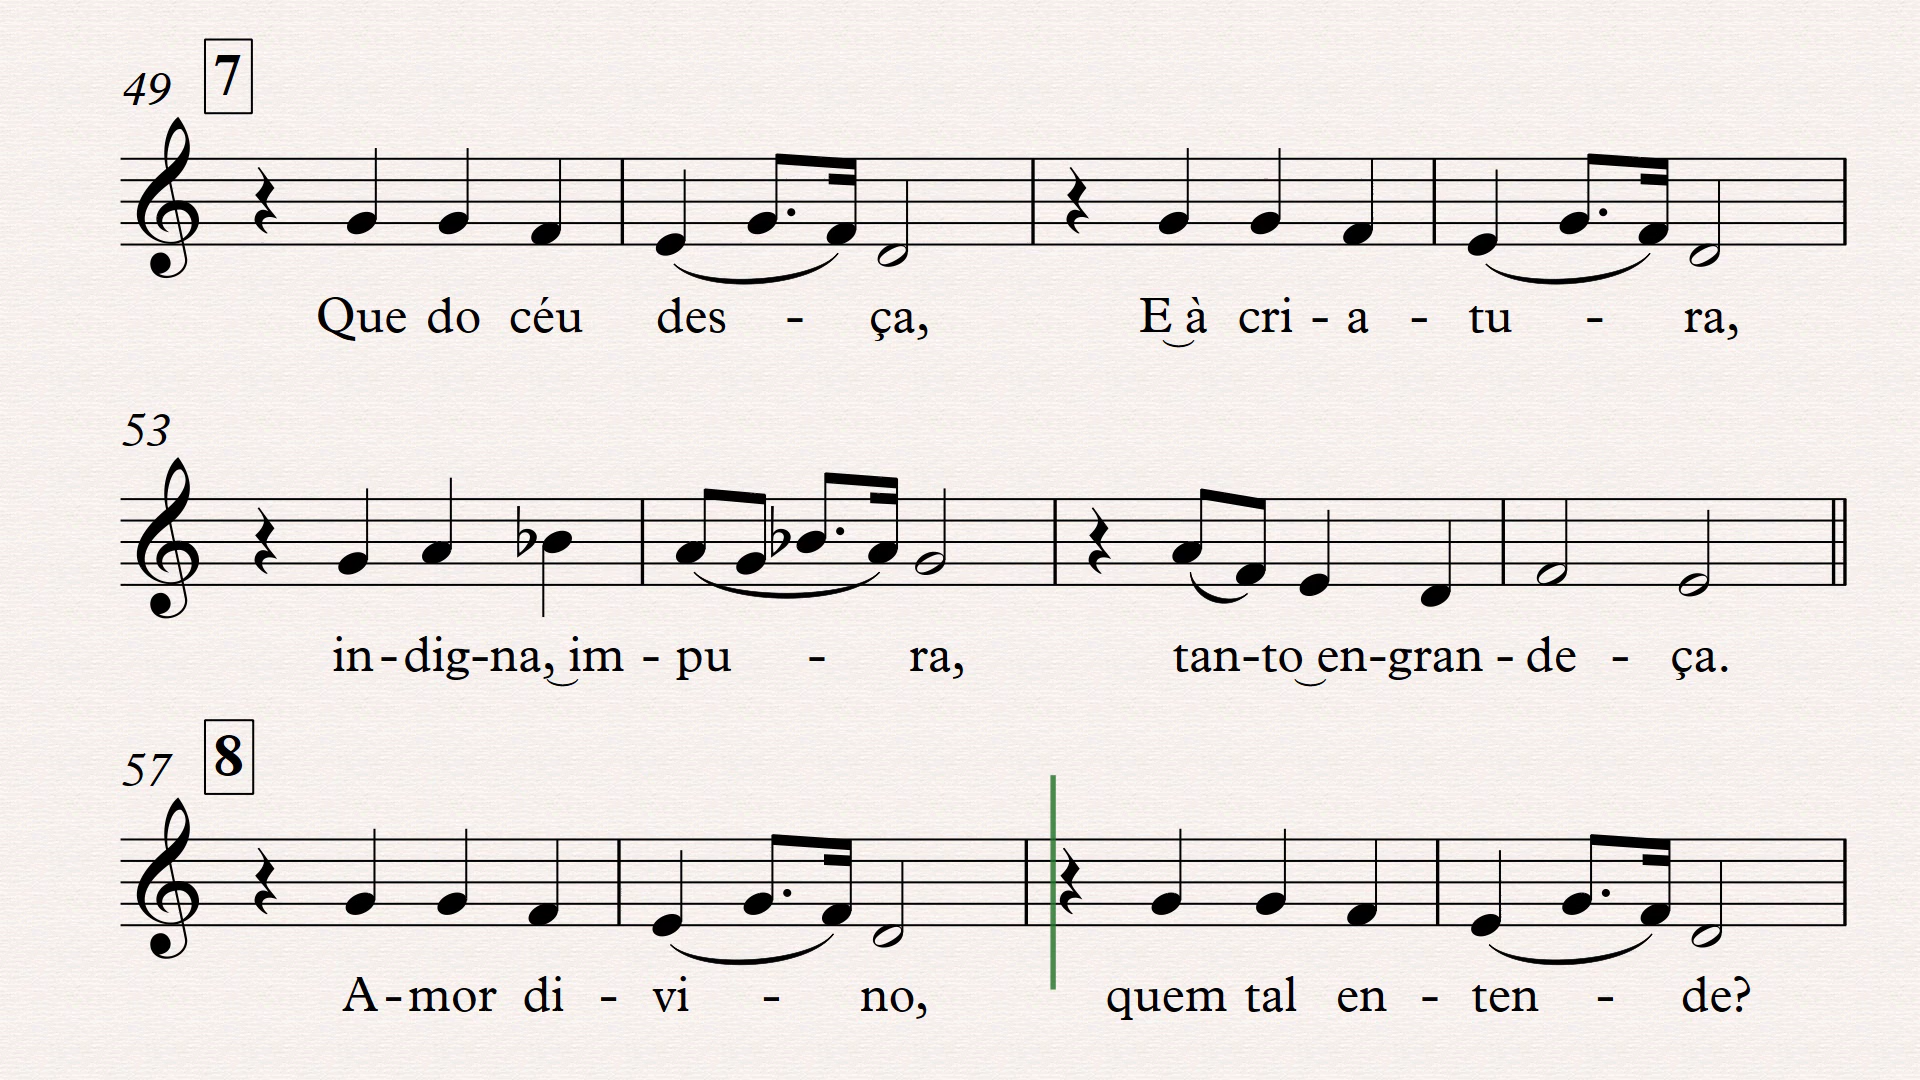 49 7
Que do céu des - ça, E à cri - a - tu - ra,
53
in - dig - na, im - pu - ra, tan - to en - gran - de - ça.
57 8
A - mor di - vi - no, quem tal en - ten - de?